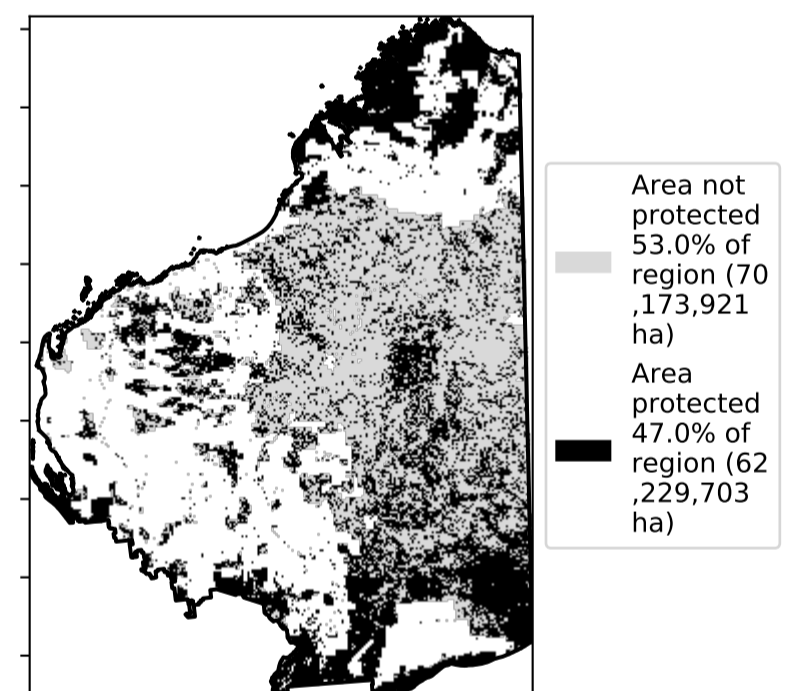 Area not
protected
53.0% of
region (70
,173,921
ha)
Area
protected
47.0% of
region (62
,229,703
ha)